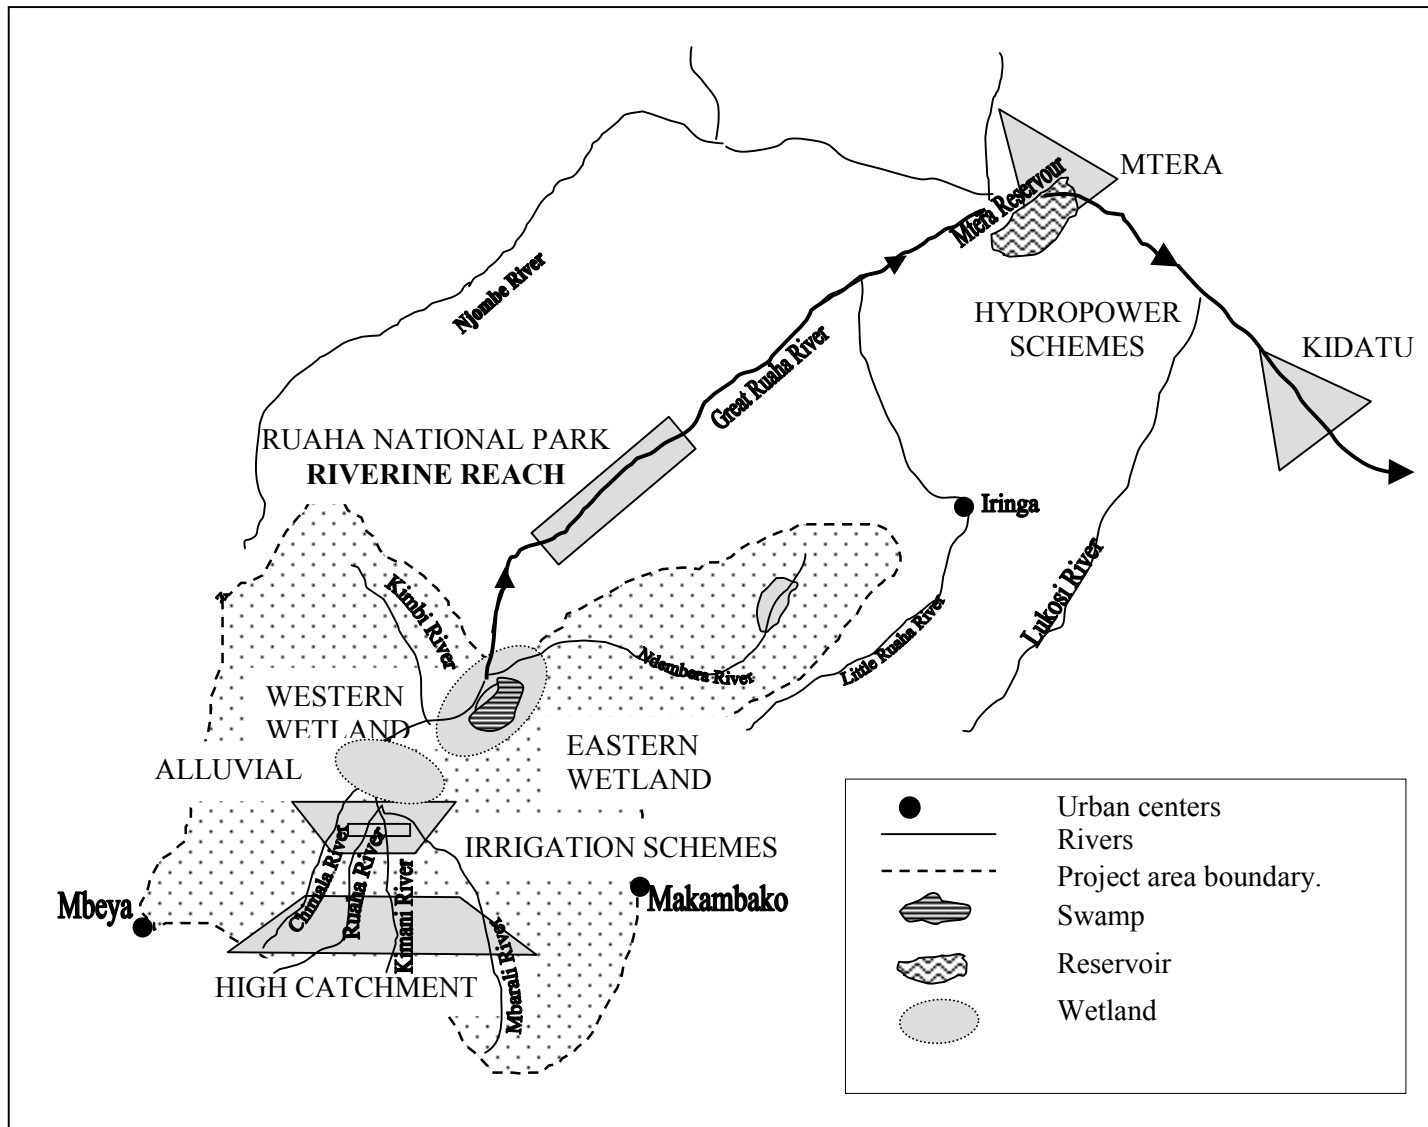 MTERA
Mtera Reservour
Njombe River
HYDROPOWER
SCHEMES
KIDATU
Great Ruaha River
RUAHA NATIONAL PARK
RIVERINE REACH
Iringa
Kimbi River
Lukosi River
Little Ruaha River
Ndembera River
WESTERN
WETLAND
EASTERN
WETLAND
ALLUVIAL
IRRIGATION SCHEMES
Chimala River
Ruaha River
Kimani River
Mbarali River
Mbeya
Makambako
HIGH CATCHMENT
Urban centers
Rivers
Project area boundary.
Swamp
Reservoir
Wetland